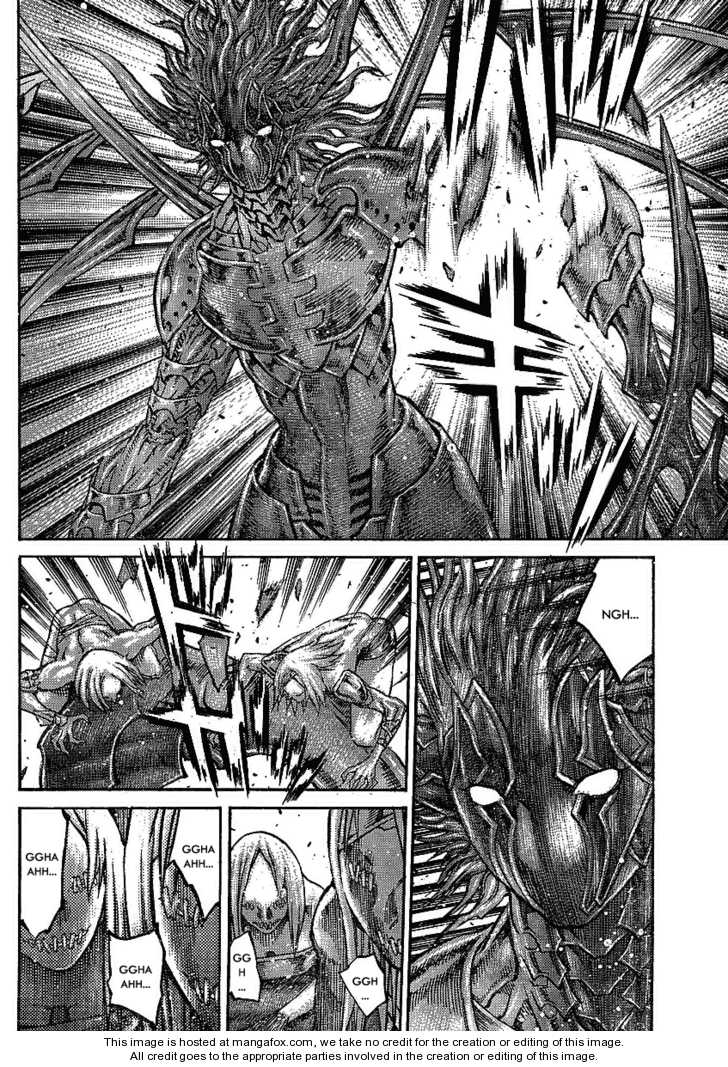 NGH...
GGHA
AHH...
GGHA
AHH...
GGHA
AHH...
GGHA
AHH...
GG
H
...
GGH
...
This image is hosted at mangafox.com, we take no credit for the creation or editing of this image.
All credit goes to the appropriate parties involved in the creation or editing of this image.